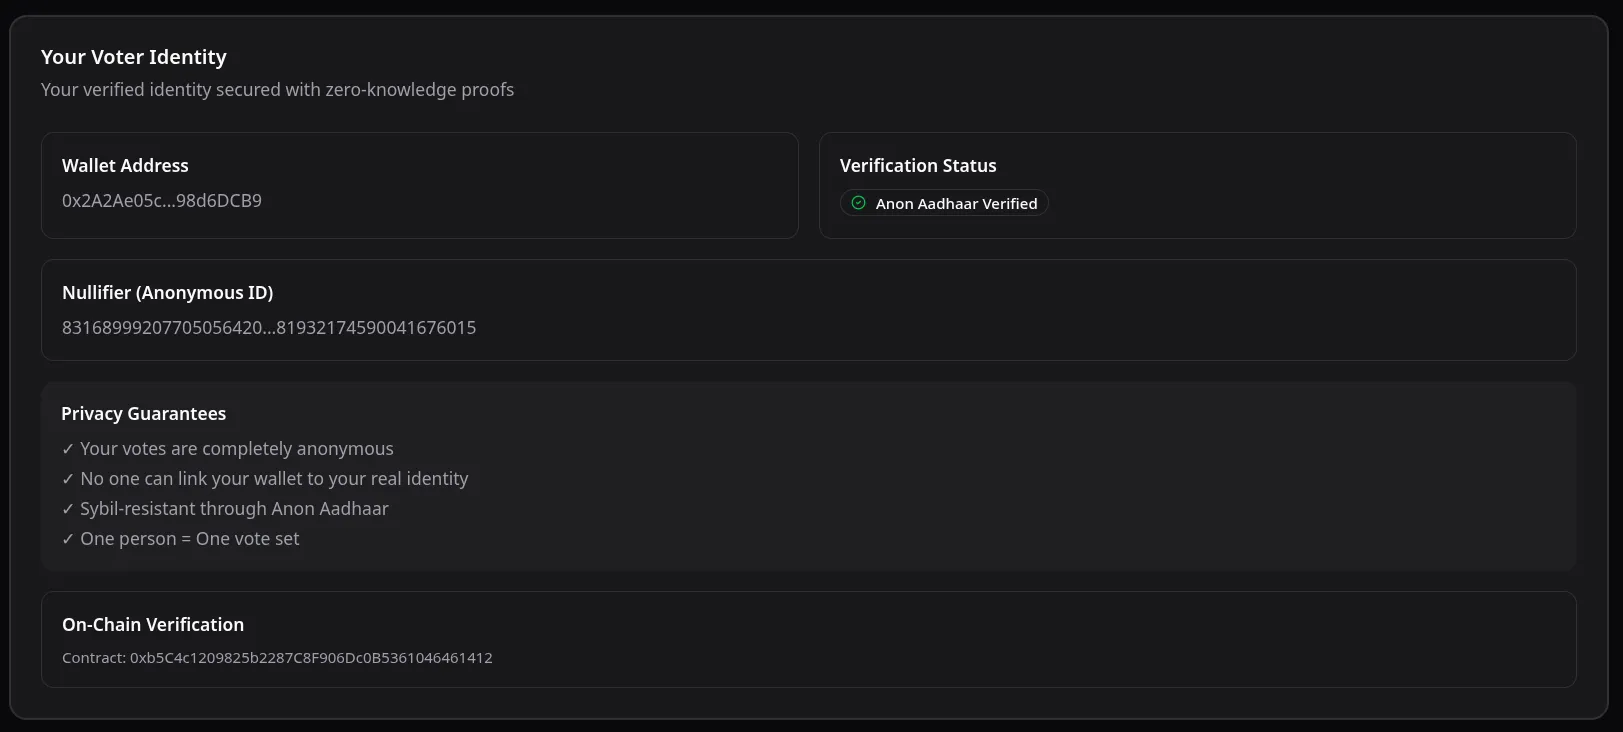 Your Voter Identity
Your verified identity secured with zero-knowledge proofs
Wallet Address
0x2A2Ae05c...98d6DCB9
Verification Status
Anon Aadhaar Verified
Nullifier (Anonymous ID)
83168999207705056420...81932174590041676015
Privacy Guarantees
✓ Your votes are completely anonymous
✓ No one can link your wallet to your real identity
✓ Sybil-resistant through Anon Aadhaar
✓ One person = One vote set
On-Chain Verification
Contract: 0xb5C4c1209825b2287C8F906Dc0B5361046461412